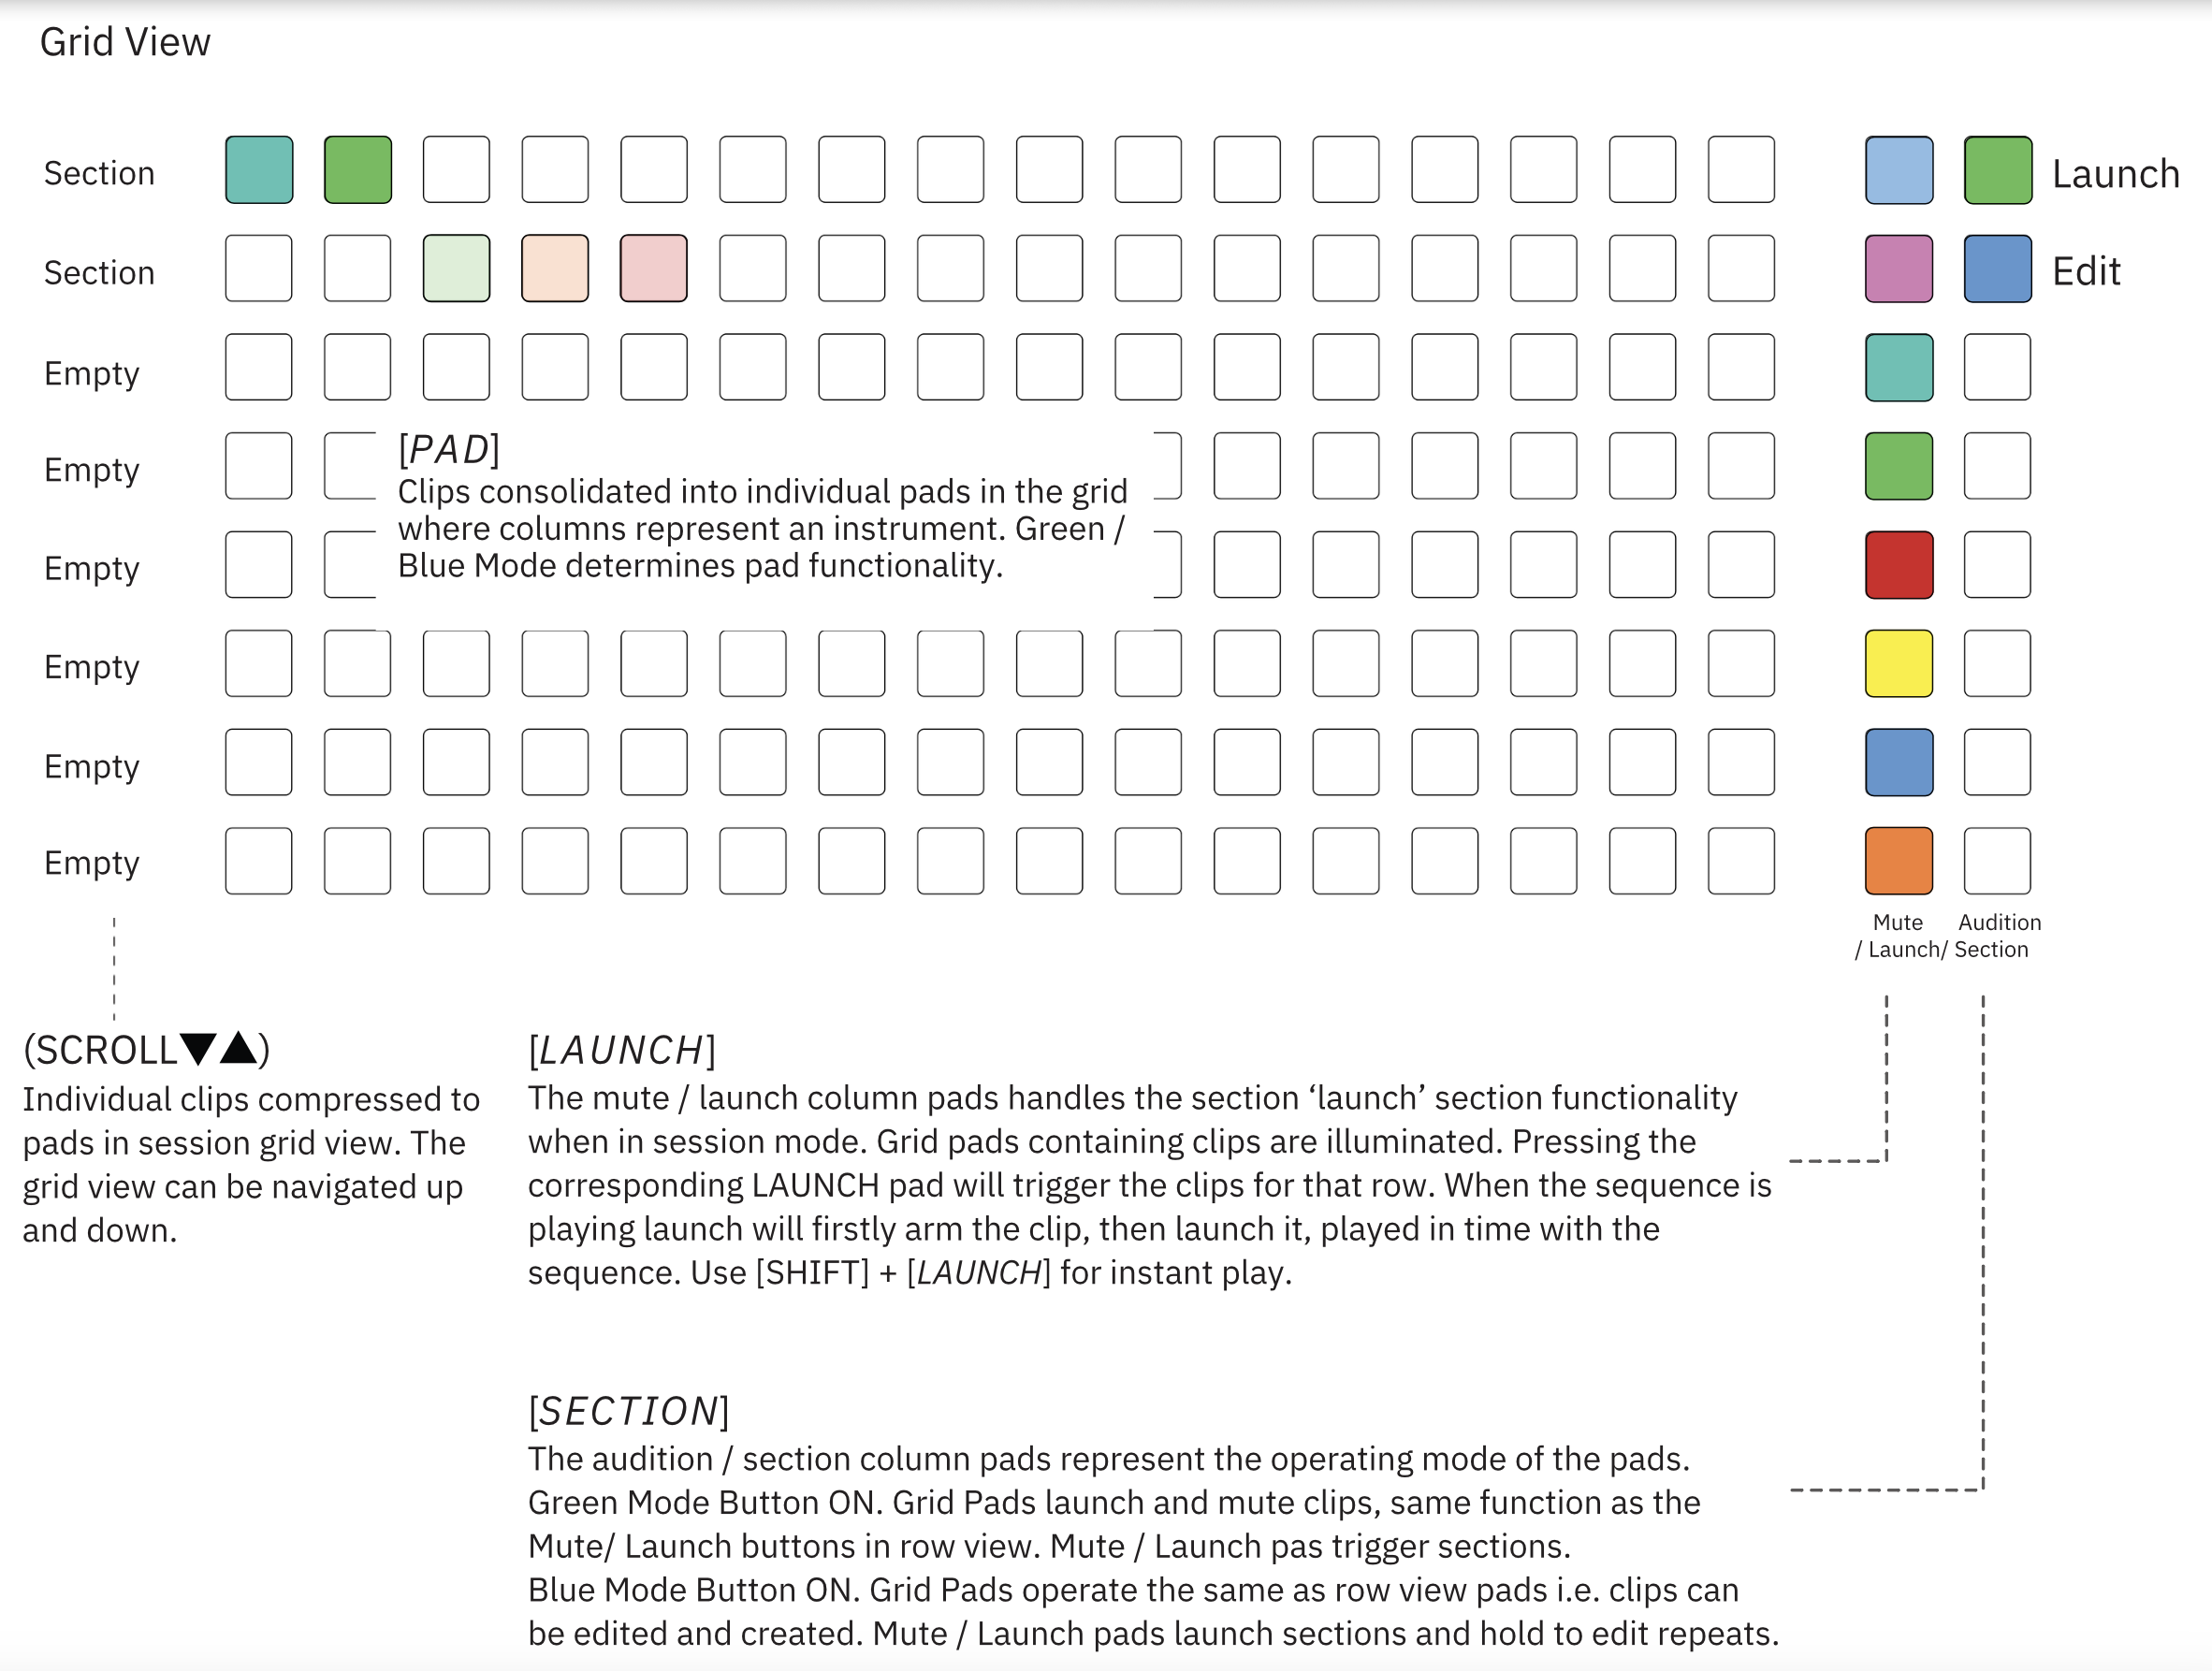 Grid View
Section
Launch
Section
Edit
Empty
Empty
[PAD]
Clips consolidated into individual pads in the grid
where columns represent an instrument. Green /
Blue Mode determines pad functionality.
Empty
Empty
Empty
Empty
Mute Audition
/ Launch/ Section
(SCROLL▼▲)
Individual clips compressed to
pads in session grid view. The
grid view can be navigated up
and down.
[LAUNCH]
The mute / launch column pads handles the section ‘launch’ section functionality
when in session mode. Grid pads containing clips are illuminated. Pressing the
corresponding LAUNCH pad will trigger the clips for that row. When the sequence is
playing launch will firstly arm the clip, then launch it, played in time with the
sequence. Use [SHIFT] + [LAUNCH] for instant play.
[SECTION]
The audition / section column pads represent the operating mode of the pads.
Green Mode Button ON. Grid Pads launch and mute clips, same function as the
Mute/ Launch buttons in row view. Mute / Launch pas trigger sections.
Blue Mode Button ON. Grid Pads operate the same as row view pads i.e. clips can
be edited and created. Mute / Launch pads launch sections and hold to edit repeats.